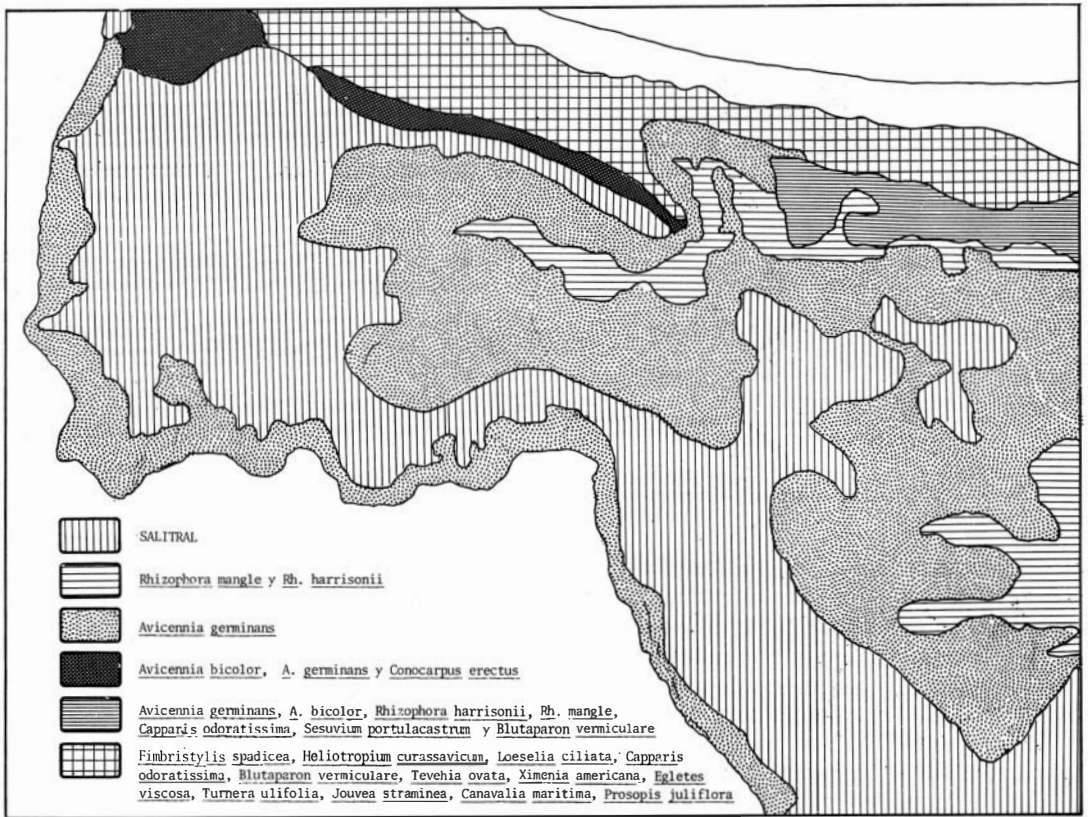 SALITRAL
Rhizophora mangle y Rh. harrisonii
Avicennia germinans
Avicennia bicolor, A. germinans y Conocarpus erectus
Avicennia germinans, A. bicolor, Rhizophora harrisonii, Rh. mangle,
Capparis odoratissima, Sesuvium portulacastrum y Blutaparon vermiculare
Fimbristylis spadicea, Heliotropium curassavicum, Loeselia ciliata, Capparis
odoratissima, Blutaparon vermiculare, Tevehia ovata, Ximenia americana, Egletes
viscosa, Turnera ulifolia, Jouvea straminea, Canavalia maritima, Prosopis juliflora